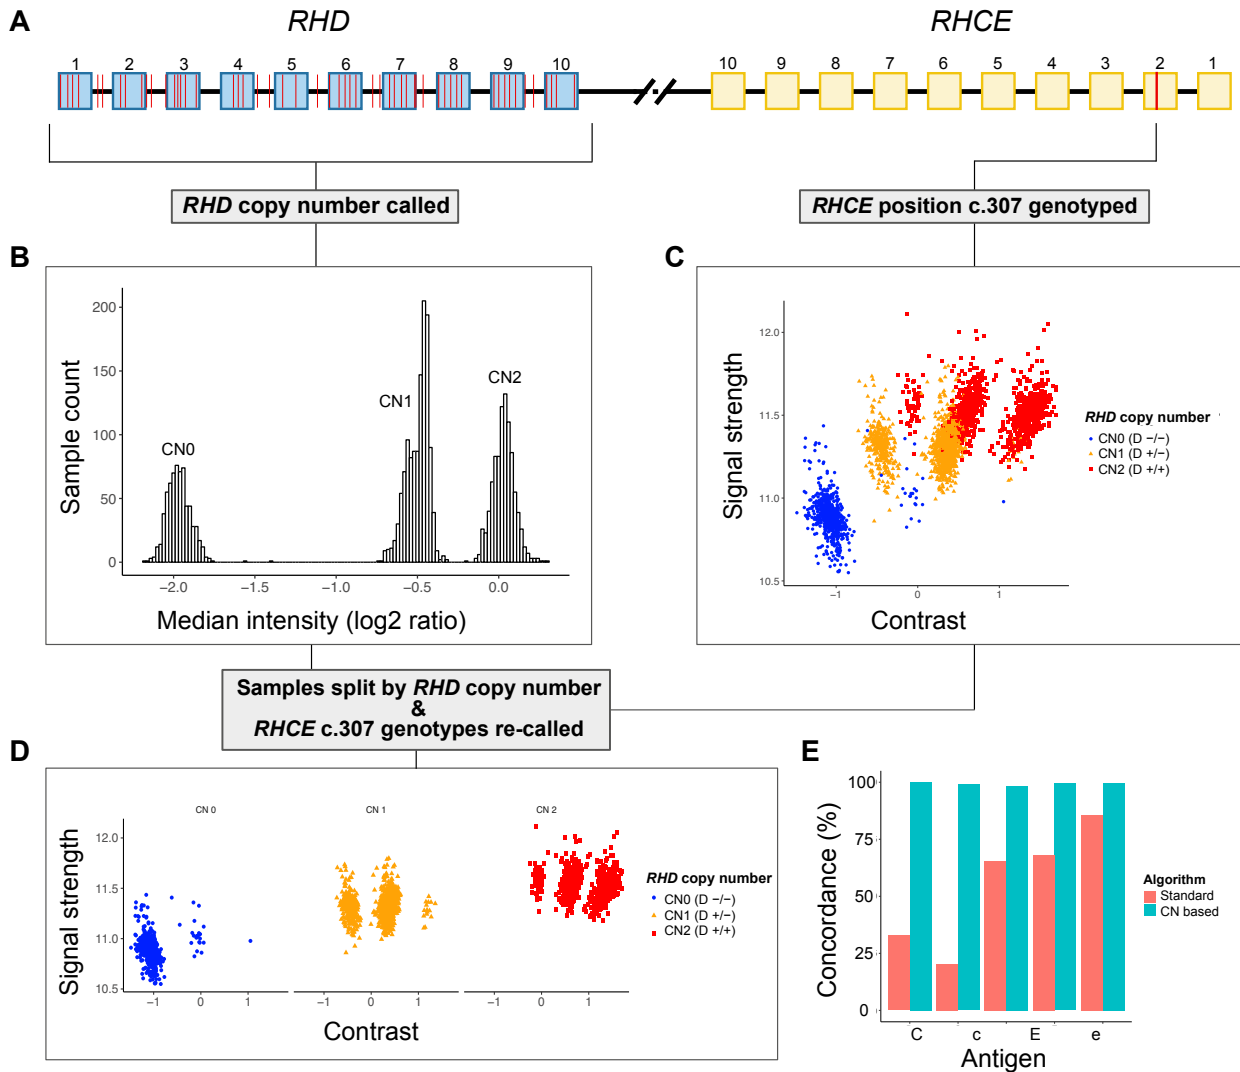 A
RHD
RHCE
1 2 3 4 5 6 7 8 9 10
10 9 8 7 6 5 4 3 2 1
RHD copy number called
RHCE position c.307 genotyped
B
Sample count
200
150
100
50
0
CN0
CN1
CN2
−2.0 −1.5 −1.0 −0.5 0.0
Median intensity (log2 ratio)
C
Signal strength
12.0
11.5
11.0
10.5
−1 0 1
Contrast
RHD copy number
CN0 (D −/−)
CN1 (D +/−)
CN2 (D +/+)
Samples split by RHD copy number
&
RHCE c.307 genotypes re-called
D
CN 0 CN 1 CN 2
Signal strength
12.0
11.5
11.0
10.5
−1 0 1 −1 0 1 −1 0 1
Contrast
RHD copy number
CN0 (D −/−)
CN1 (D +/−)
CN2 (D +/+)
E
Concordance (%)
100
75
50
25
0
C c E e
Antigen
Algorithm
Standard
CN based